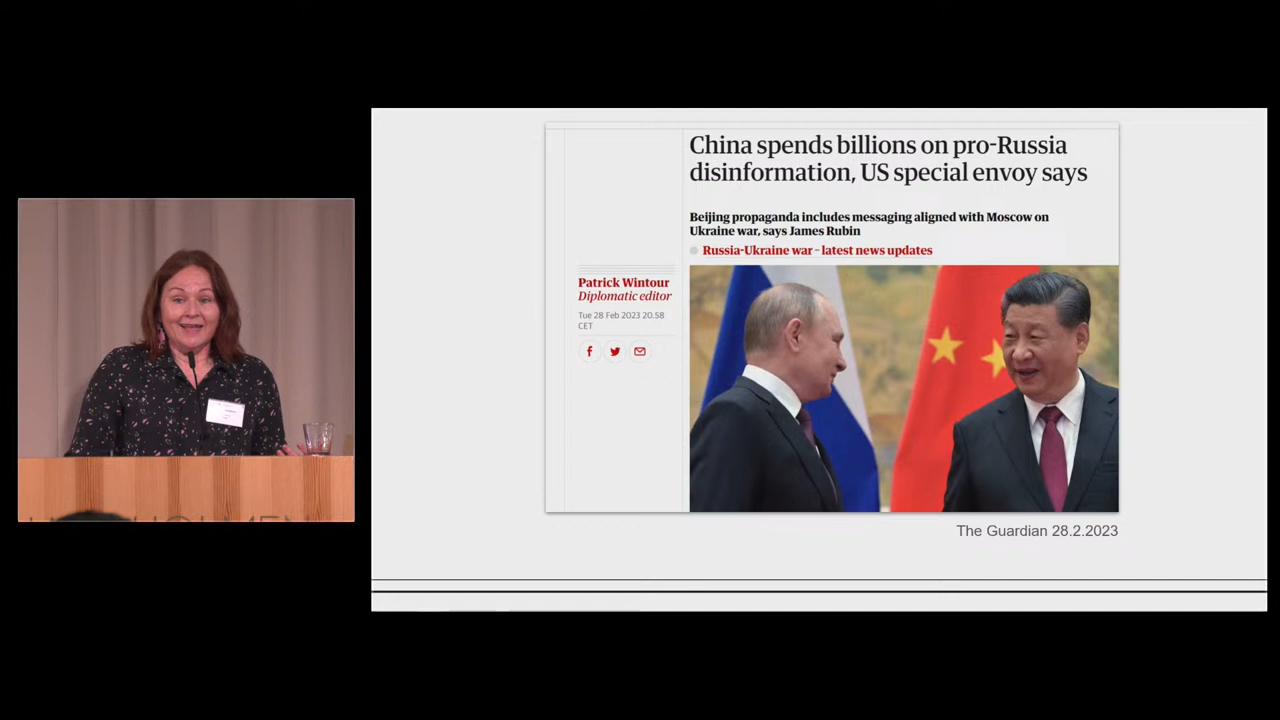 China spends billions on pro-Russia
disinformation, US special envoy says
Beijing propaganda includes messaging aligned with Moscow on
Ukraine war, says James Rubin
Russia-Ukraine war – latest news updates
Patrick Wintour
Diplomatic editor
Tue 28 Feb 2023 20.58
CET
The Guardian 28.2.2023